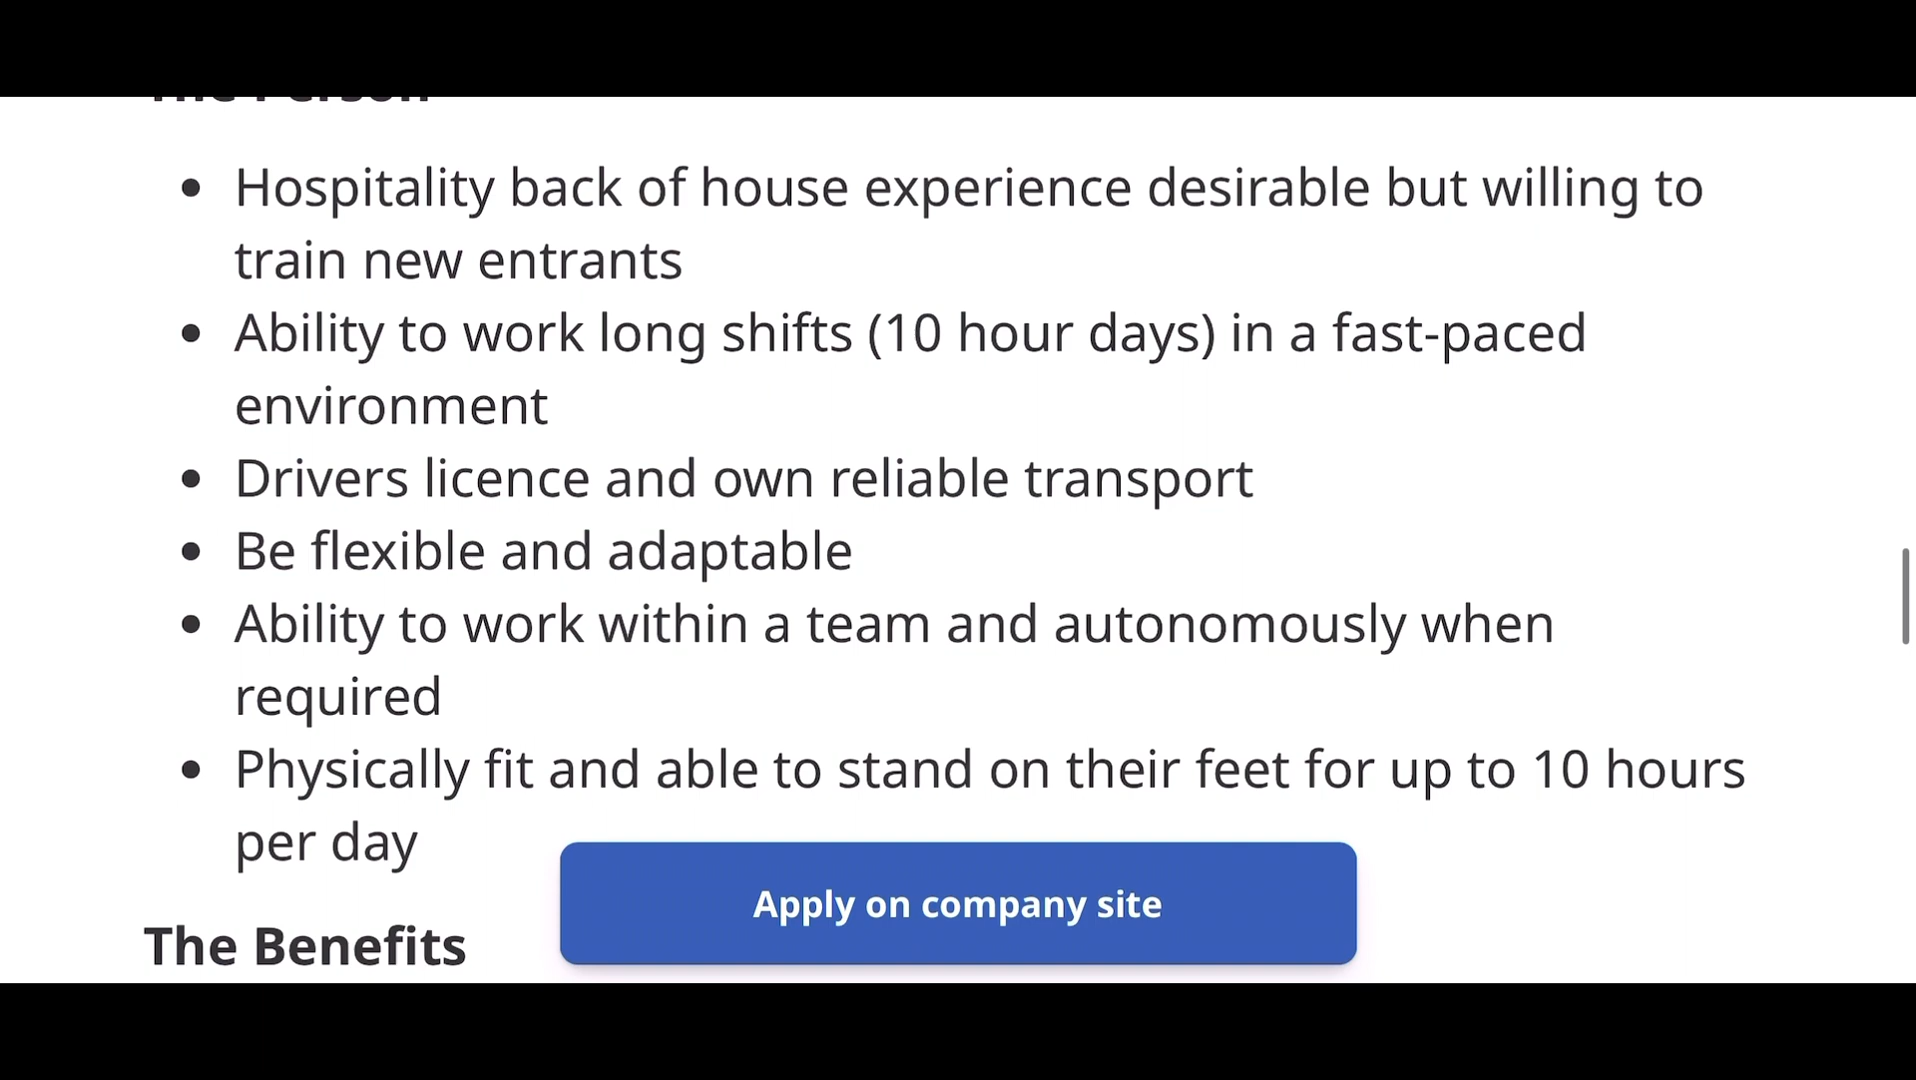 The Person
Hospitality back of house experience desirable but willing to
train new entrants
Ability to work long shifts (10 hour days) in a fast-paced
environment
Drivers licence and own reliable transport
Be flexible and adaptable
Ability to work within a team and autonomously when
required
Physically fit and able to stand on their feet for up to 10 hours
per day
Apply on company site
The Benefits